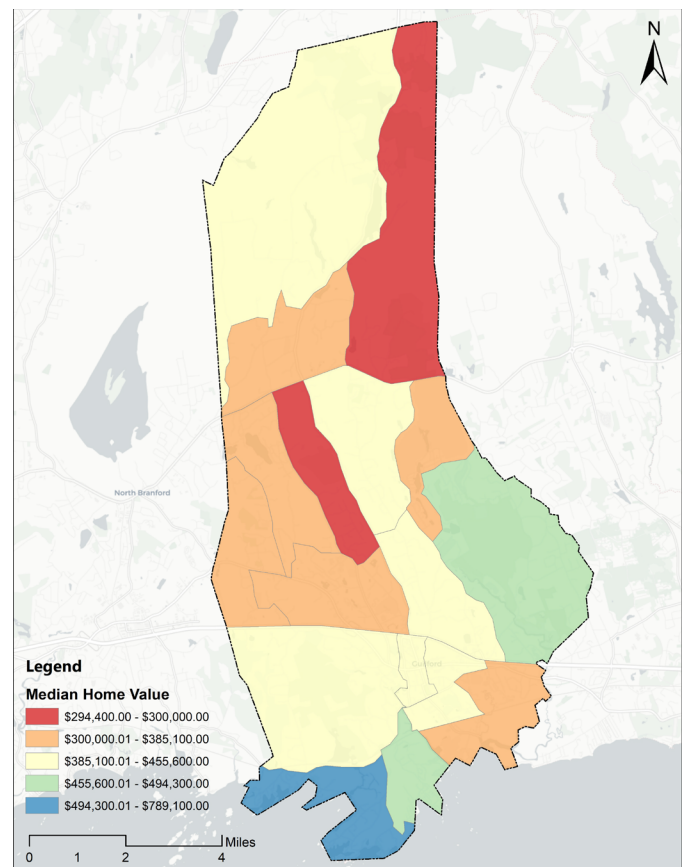 N
North Branford
Guilford
Legend
Median Home Value
$294,400.00 - $300,000.00
$300,000.01 - $385,100.00
$385,100.01 - $455,600.00
$455,600.01 - $494,300.00
$494,300.01 - $789,100.00
Miles
0 1 2 4